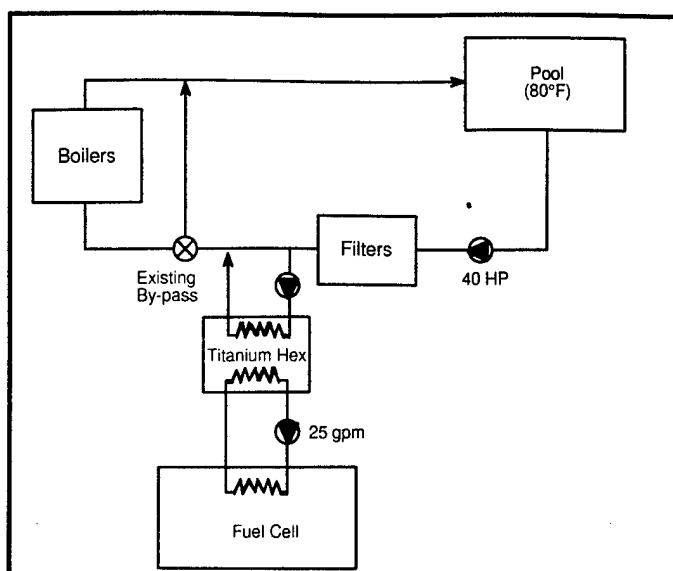 Pool
(80°F)
Boilers
Existing
By-pass
Filters
40 HP
Titanium Hex
25 gpm
Fuel Cell